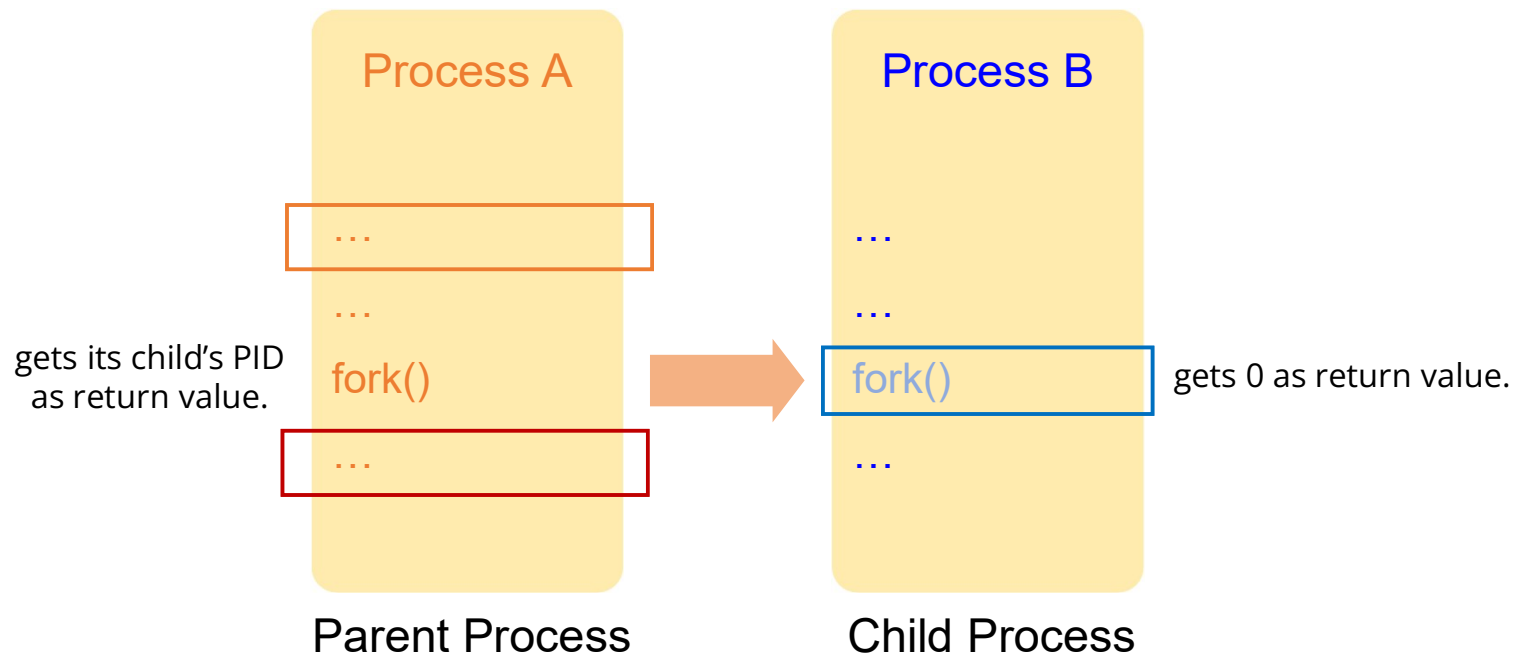 Process A
…
…
gets its child’s PID
as return value.
fork()
…
Parent Process
Process B
…
…
fork()
gets 0 as return value.
…
Child Process